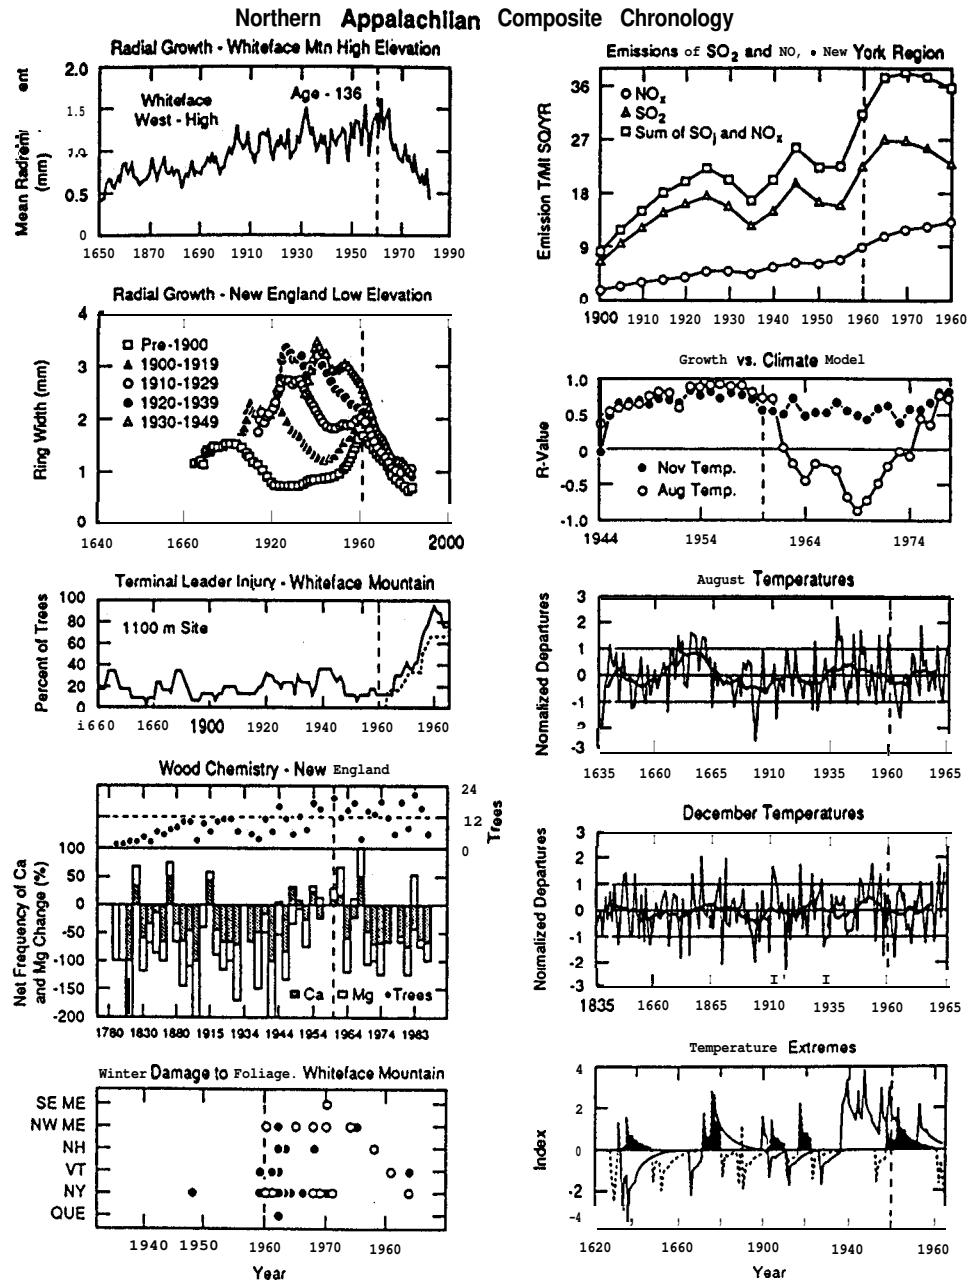 Northern Appalachlian Composite Chronology
Radial Growth - Whiteface Mtn High Elevation
Mean Radrem ent
(mm)
2.0
1.5
1.0
0.5
0
Whiteface
West - High
Age - 136
1650 1870 1690 1910 1930 1950 1970 1990
Radial Growth - New England Low Elevation
Ring Width (mm)
4
3
2
1
0
Pre-1900
1900-1919
1910-1929
1920-1939
1930-1949
1640 1660 1920 1960 2000
Terminal Leader Injury - Whiteface Mountain
Percent of Trees
100
80
60
40
20
0
1100 m Site
1660 1660 1900 1920 1940 1960
Wood Chemistry - New England
Net Frequency of Ca
and Mg Change (%)
100
50
0
-50
-100
-150
-200
24
12
0
Trees
Ca Mg Trees
1780 1830 1880 1915 1934 1944 1954 1964 1974 1983
Winter Damage to Foliage. Whiteface Mountain
SE ME
NW ME
NH
VT
NY
QUE
1940 1950 1960 1970 1960
Year
Emissions of SO2 and NO, • New York Region
Emission T/MI SQ/YR
36
27
18
9
0
NOx
SO2
Sum of SO] and NOx
1900 1910 1920 1930 1940 1950 1960 1970 1960
Growth vs. Climate Model
R-Value
1.0
0.5
0
-0.5
-1.0
Nov Temp.
Aug Temp.
1944 1954 1964 1974
August Temperatures
Nomalized Departures
3
2
1
0
-1
-2
-3
1635 1660 1665 1910 1935 1960 1965
December Temperatures
Normalized Departures
3
2
1
0
-1
-2
-3
1835 1660 1865 1910 1935 1960 1965
Temperature Extremes
Index
4
2
0
-2
-4
1620 1660 1900 1940 1960
Year